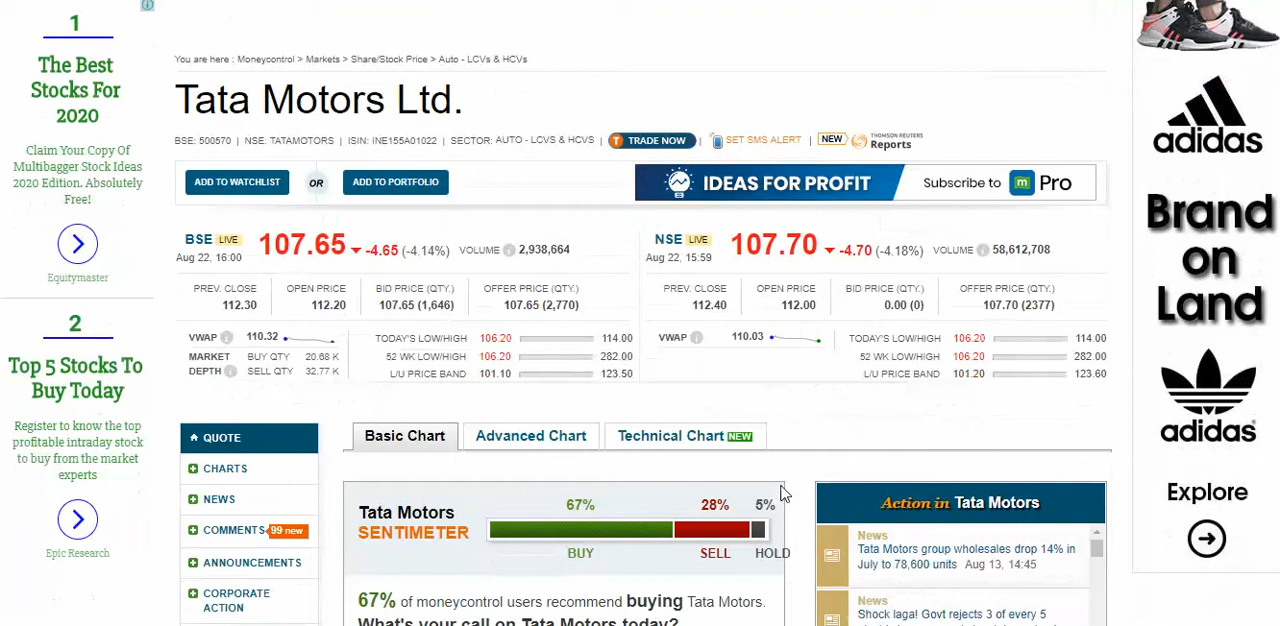 1
The Best
Stocks For
2020
Claim Your Copy Of
Multibagger Stock Ideas
2020 Edition. Absolutely
Free!
Equitymaster
2
Top 5 Stocks To
Buy Today
Register to know the top
profitable intraday stock
to buy from the market
experts
Epic Research
You are here : Moneycontrol > Markets > Share/Stock Price > Auto - LCVs & HCVs
Tata Motors Ltd.
BSE: 500570 | NSE: TATAMOTORS | ISIN: INE155A01022 | SECTOR: AUTO - LCVS & HCVS | T TRADE NOW | SET SMS ALERT | NEW THOMSON REUTERS Reports
ADD TO WATCHLIST OR ADD TO PORTFOLIO
IDEAS FOR PROFIT Subscribe to m Pro
BSE LIVE 107.65 -4.65 (-4.14%) VOLUME 2,938,664
Aug 22, 16:00
PREV. CLOSE OPEN PRICE BID PRICE (QTY.) OFFER PRICE (QTY.)
112.30 112.20 107.65 (1,646) 107.65 (2,770)
VWAP 110.32
MARKET DEPTH
BUY QTY 20.68 K
SELL QTY 32.77 K
TODAY'S LOW/HIGH 106.20 114.00
52 WK LOW/HIGH 106.20 282.00
L/U PRICE BAND 101.10 123.50
NSE LIVE 107.70 -4.70 (-4.18%) VOLUME 58,612,708
Aug 22, 15:59
PREV. CLOSE OPEN PRICE BID PRICE (QTY.) OFFER PRICE (QTY.)
112.40 112.00 0.00 (0) 107.70 (2377)
VWAP 110.03
TODAY'S LOW/HIGH 106.20 114.00
52 WK LOW/HIGH 106.20 282.00
L/U PRICE BAND 101.20 123.60
QUOTE
CHARTS
NEWS
COMMENTS 99 new
ANNOUNCEMENTS
CORPORATE
ACTION
Basic Chart Advanced Chart Technical Chart NEW
Tata Motors
SENTIMETER
67% 28% 5%
BUY SELL HOLD
67% of moneycontrol users recommend buying Tata Motors.
What's your call on Tata Motors today?
Action in Tata Motors
News
Tata Motors group wholesales drop 14% in
July to 78,600 units Aug 13, 14:45
News
Shock laga! Govt rejects 3 of every 5
adidas
Brand
on
Land
adidas
Explore